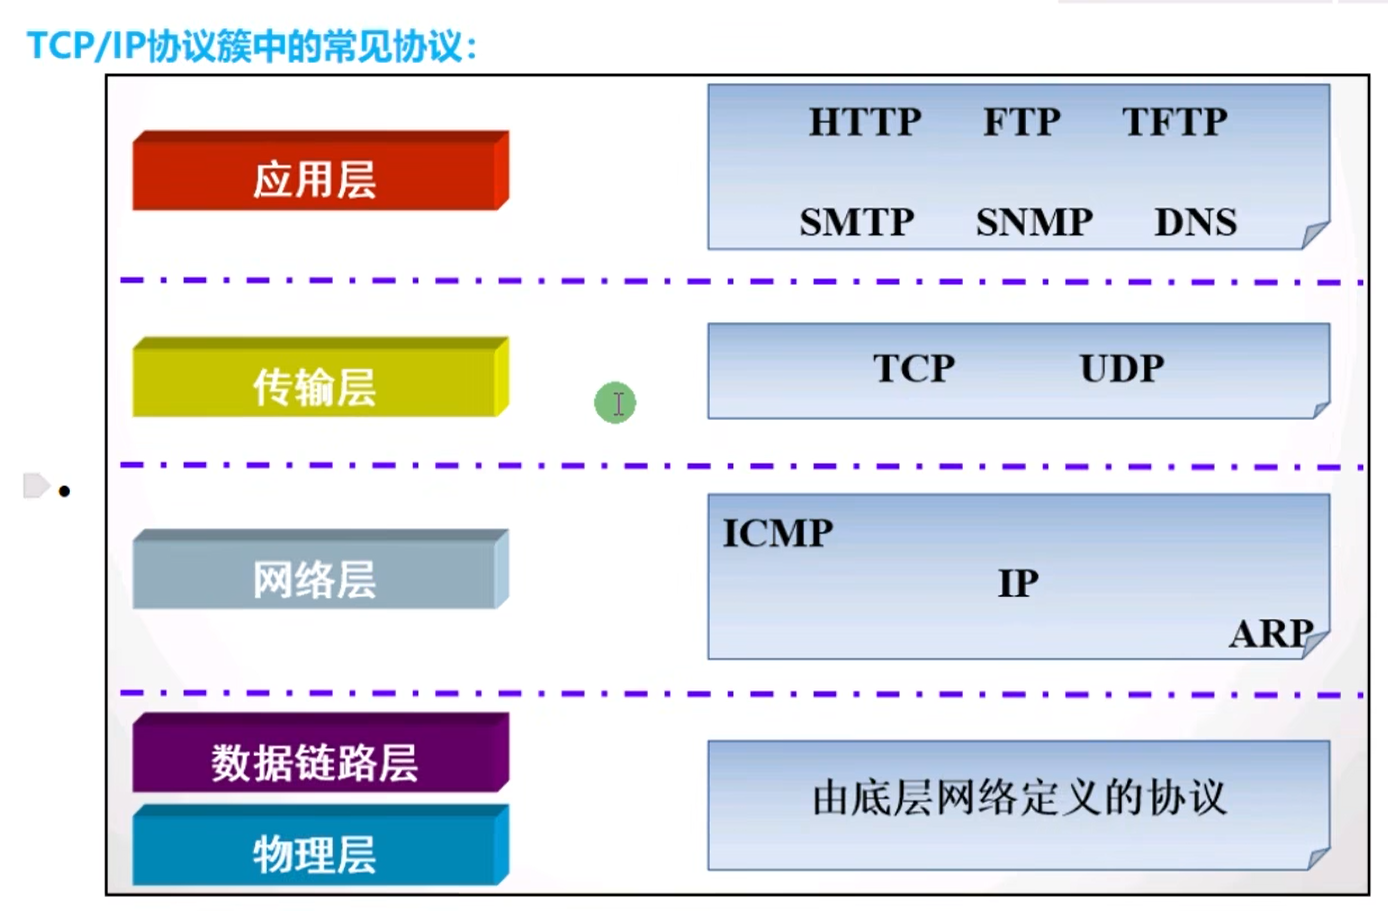 TCP/IP协议簇中的常见协议：
应用层
HTTP FTP TFTP
SMTP SNMP DNS
传输层
TCP UDP
网络层
ICMP
IP
ARP
数据链路层
物理层
由底层网络定义的协议